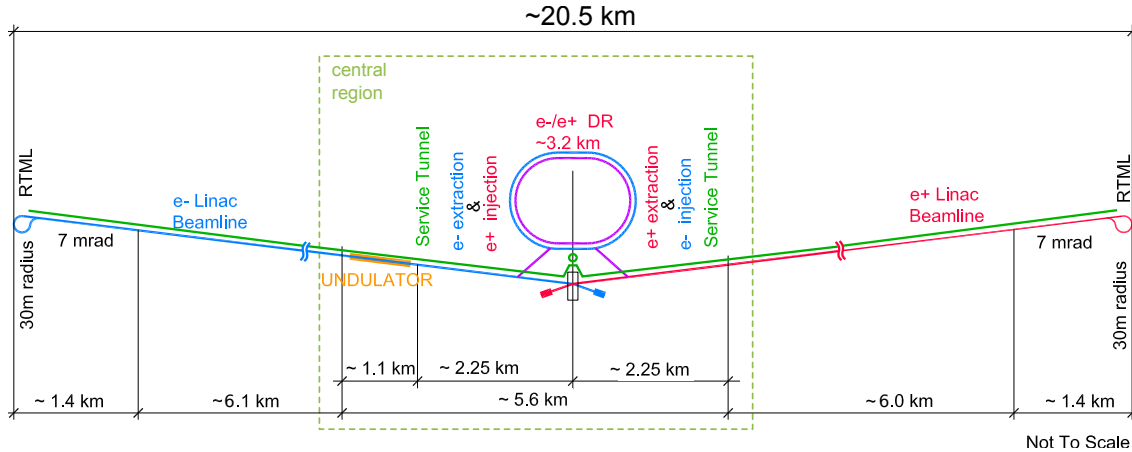 ~20.5 km
central
region
e-/e+ DR
~3.2 km
Service Tunnel
e- extraction
&
e+ injection
e+ extraction
&
e- injection
Service Tunnel
RTML
e- Linac
Beamline
7 mrad
30m radius
UNDULATOR
RTML
e+ Linac
Beamline
7 mrad
30m radius
~ 1.1 km
~ 2.25 km
~ 2.25 km
~ 1.4 km
~6.1 km
~5.6 km
~6.0 km
~ 1.4 km
Not To Scale